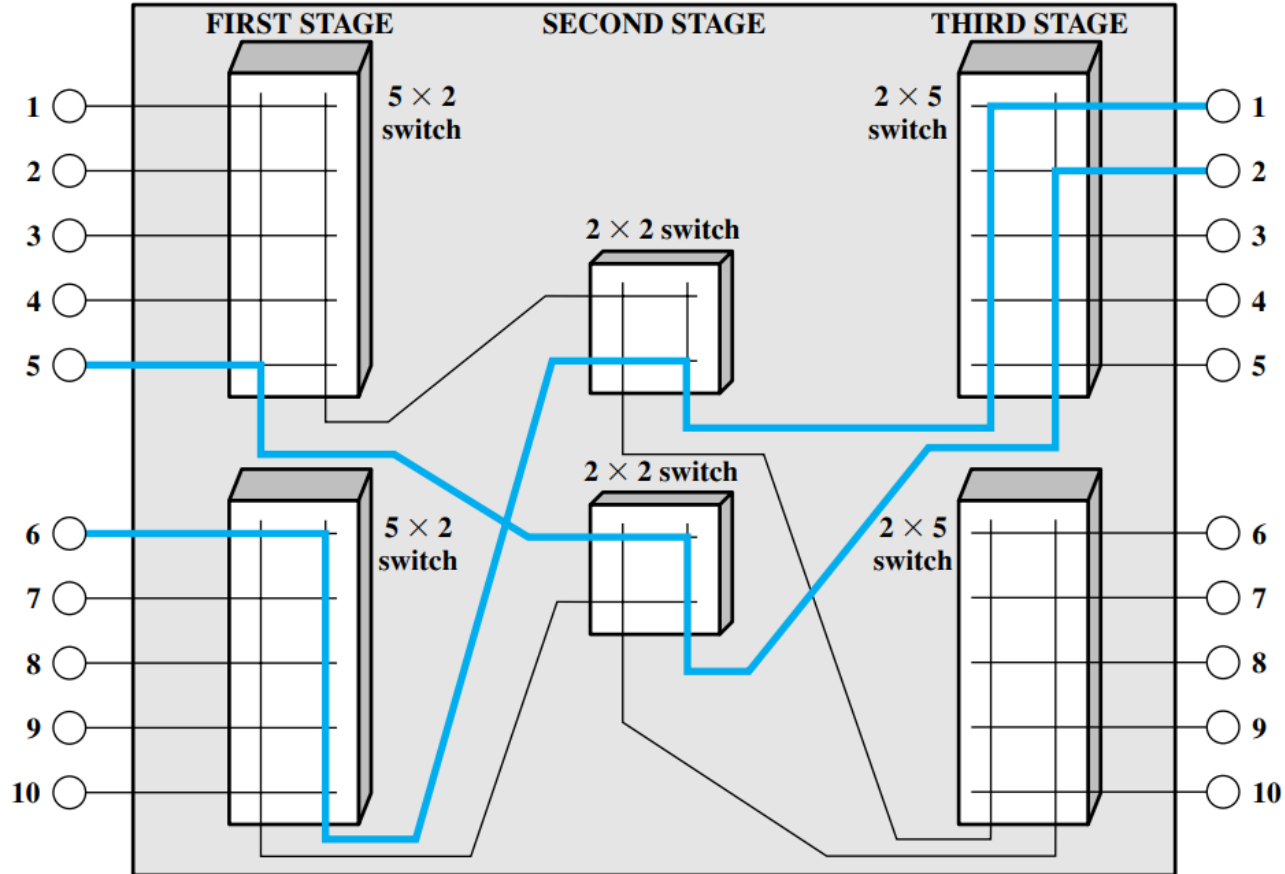 FIRST STAGE
SECOND STAGE
THIRD STAGE
1
2
3
4
5
6
7
8
9
10
5 × 2
switch
5 × 2
switch
2 × 2 switch
2 × 2 switch
2 × 5
switch
2 × 5
switch
1
2
3
4
5
6
7
8
9
10